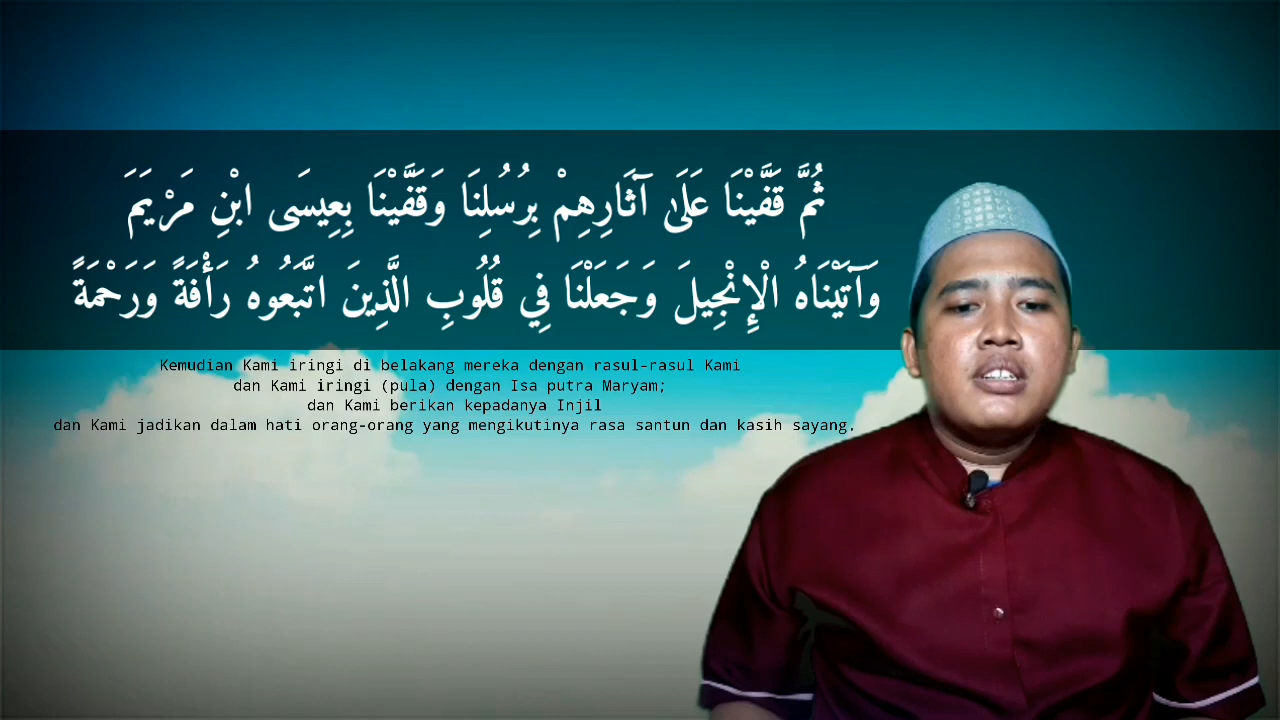 ثُمَّ قَفَّيْنَا عَلَىٰ آثَارِهِمْ بِرُسُلِنَا وَقَفَّيْنَا بِعِيسَى ابْنِ مَرْيَمَ
وَآتَيْنَاهُ الْإِنْجِيلَ وَجَعَلْنَا فِي قُلُوبِ الَّذِينَ اتَّبَعُوهُ رَأْفَةً وَرَحْمَةً
Kemudian Kami iringi di belakang mereka dengan rasul-rasul Kami
dan Kami iringi (pula) dengan Isa putra Maryam;
dan Kami berikan kepadanya Injil
dan Kami jadikan dalam hati orang-orang yang mengikutinya rasa santun dan kasih sayang.